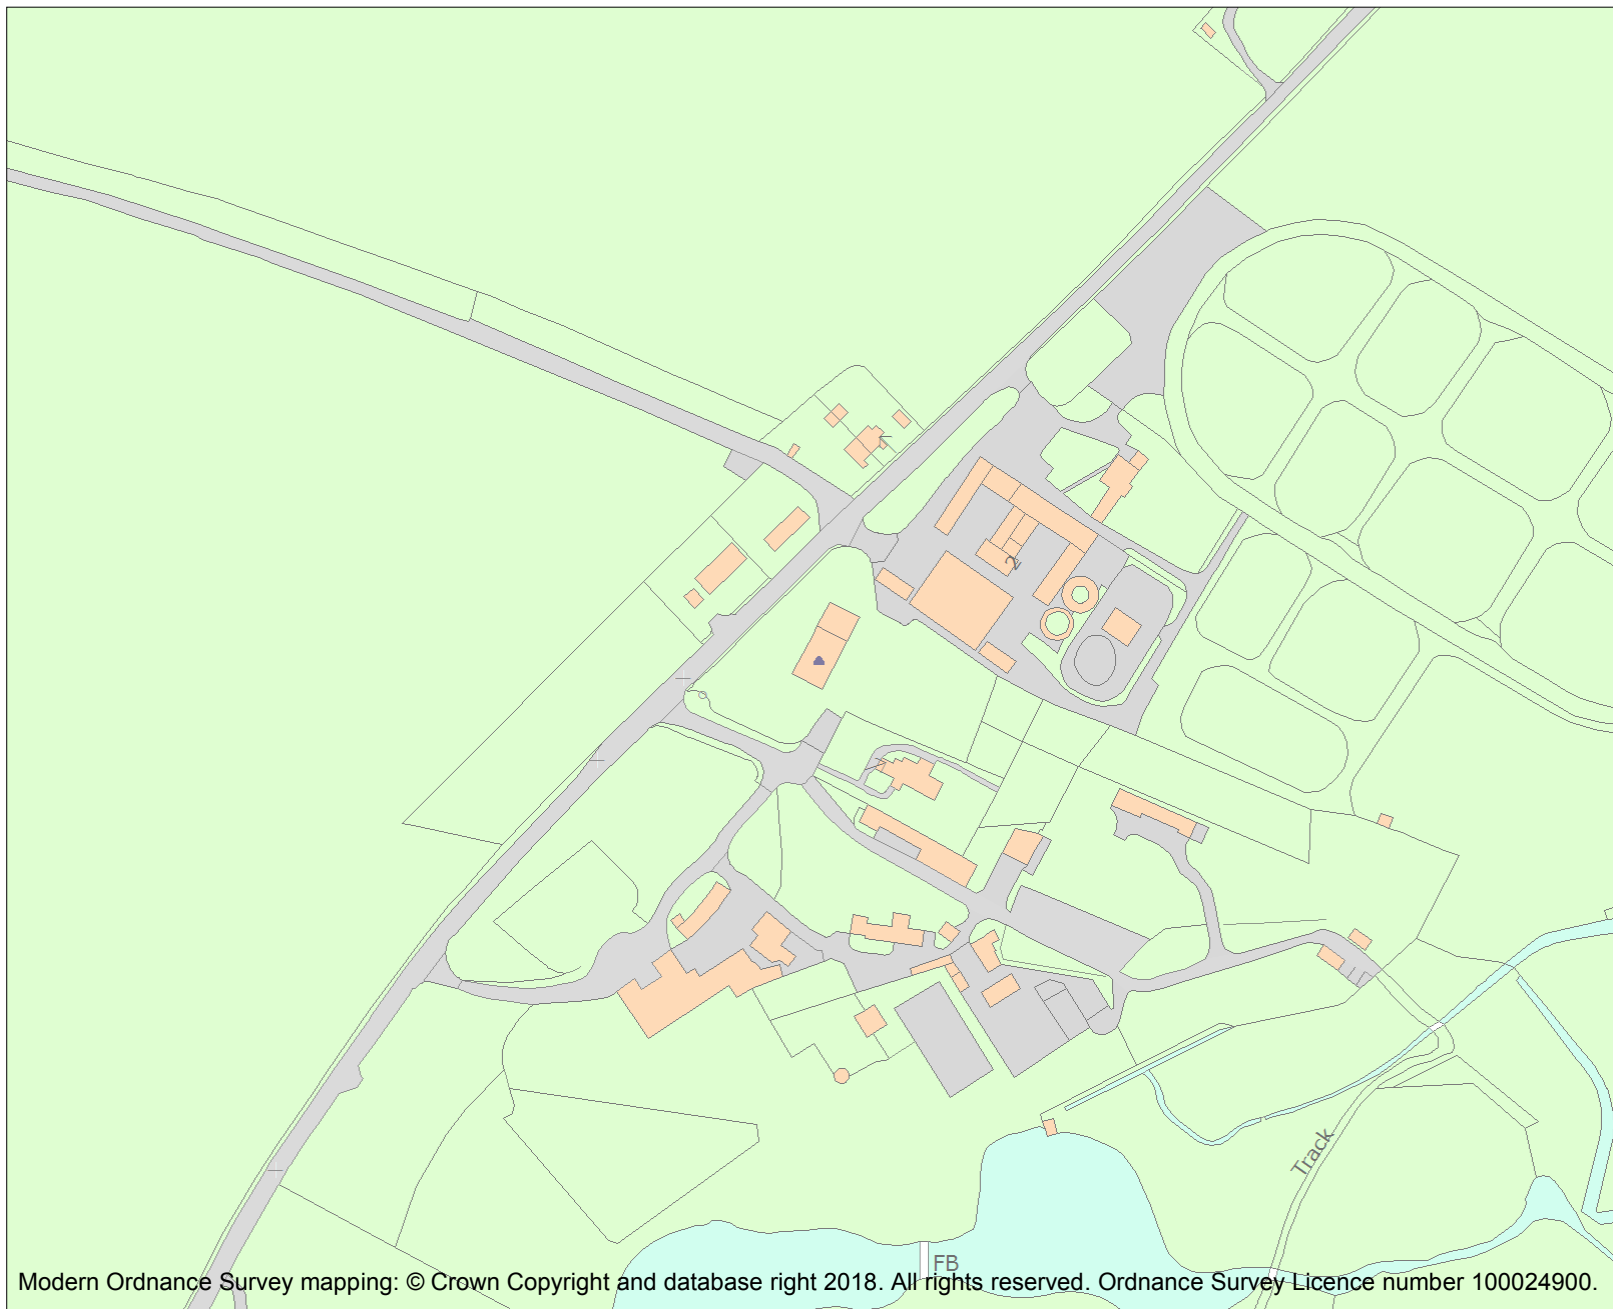 2
Track
FB
Modern Ordnance Survey mapping: © Crown Copyright and database right 2018. All rights reserved. Ordnance Survey Licence number 100024900.